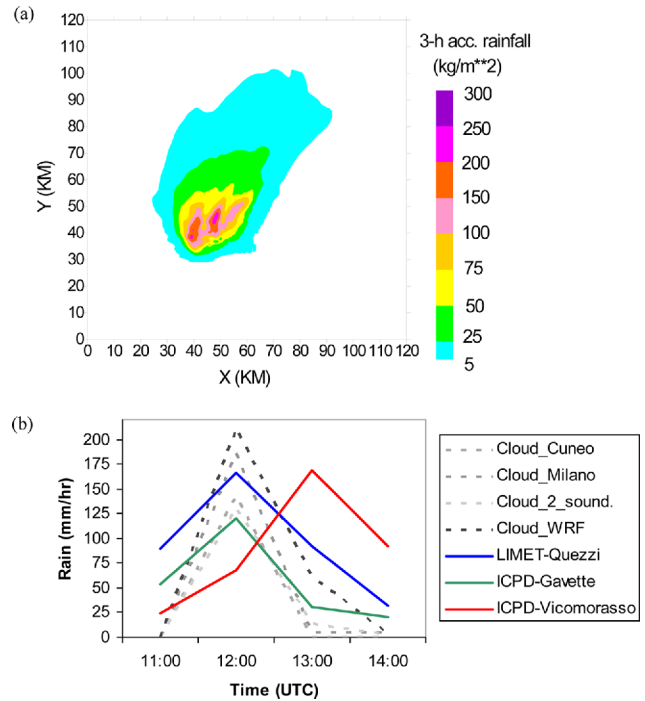 (a)
120
110
100
90
80
70
60
50
40
30
20
10
0
Y (KM)
0 10 20 30 40 50 60 70 80 90 100 110 120
X (KM)
3-h acc. rainfall
(kg/m**2)
300
250
200
150
100
75
50
25
5
(b)
200
175
150
125
100
75
50
25
0
Rain (mm/hr)
11:00 12:00 13:00 14:00
Time (UTC)
Cloud_Cuneo
Cloud_Milano
Cloud_2_sound.
Cloud_WRF
LIMET-Quezzi
ICPD-Gavette
ICPD-Vicomorasso